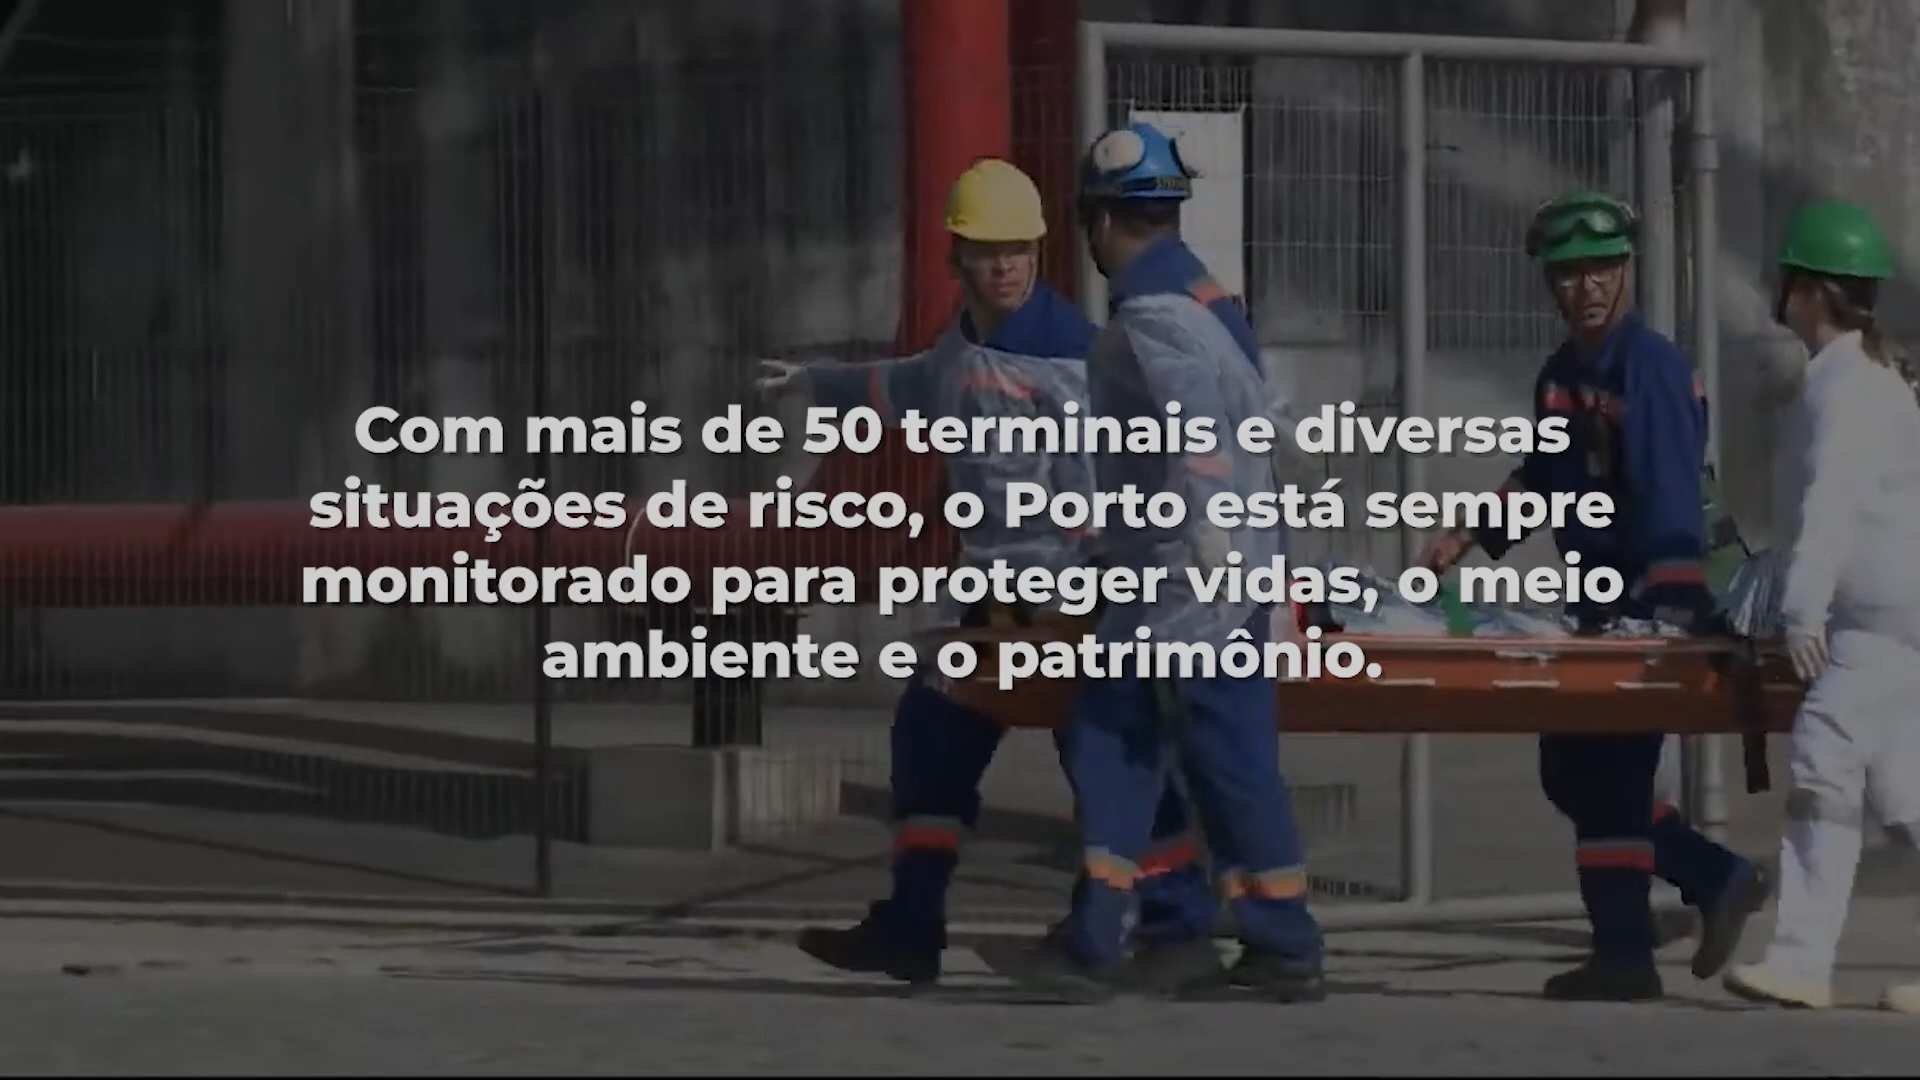 Com mais de 50 terminais e diversas
situações de risco, o Porto está sempre
monitorado para proteger vidas, o meio
ambiente e o patrimônio.